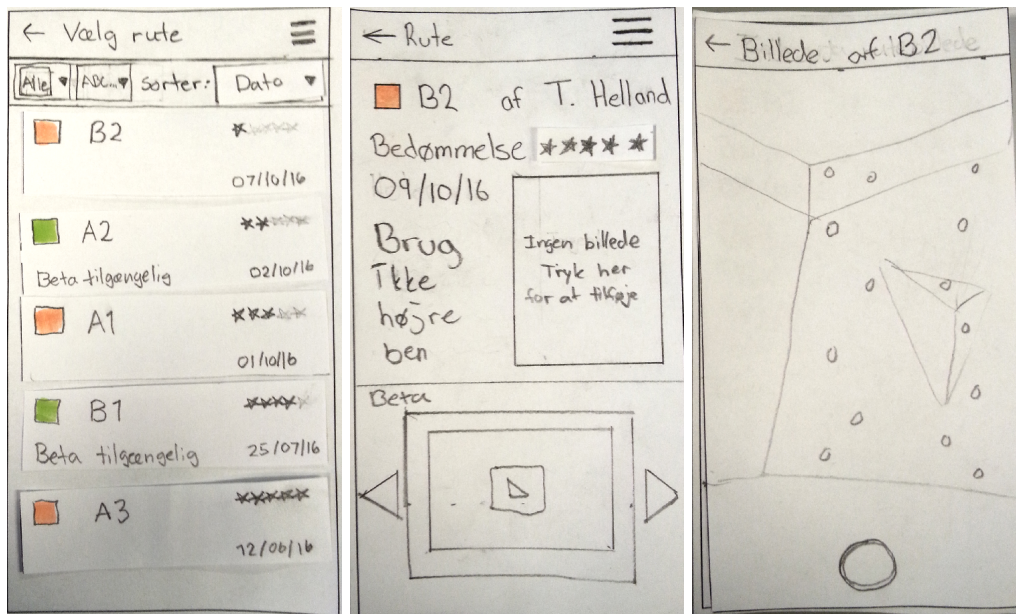 ← Vælg rute
Alle ▾ ABC... ▾ Sorter: Dato ▾
B2
07/10/16
A2
Beta tilgængelig 02/10/16
A1
01/10/16
B1
Beta tilgængelig 25/07/16
A3
12/06/16
← Rute
B2 af T. Helland
Bedømmelse ★★★★★
09/10/16
Brug
Ikke
højre
ben
Ingen billede
Tryk her
for at tilføje
Beta
← Billede af B2